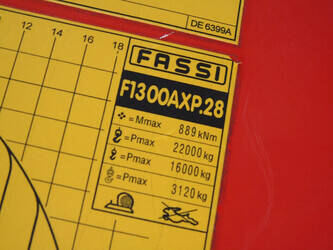 DE 6399A
12 14 16 18
FASSI
F1300AXP.28
=Mmax 889 kNm
=Pmax 22000 kg
=Pmax 16000 kg
=Pmax 3120 kg